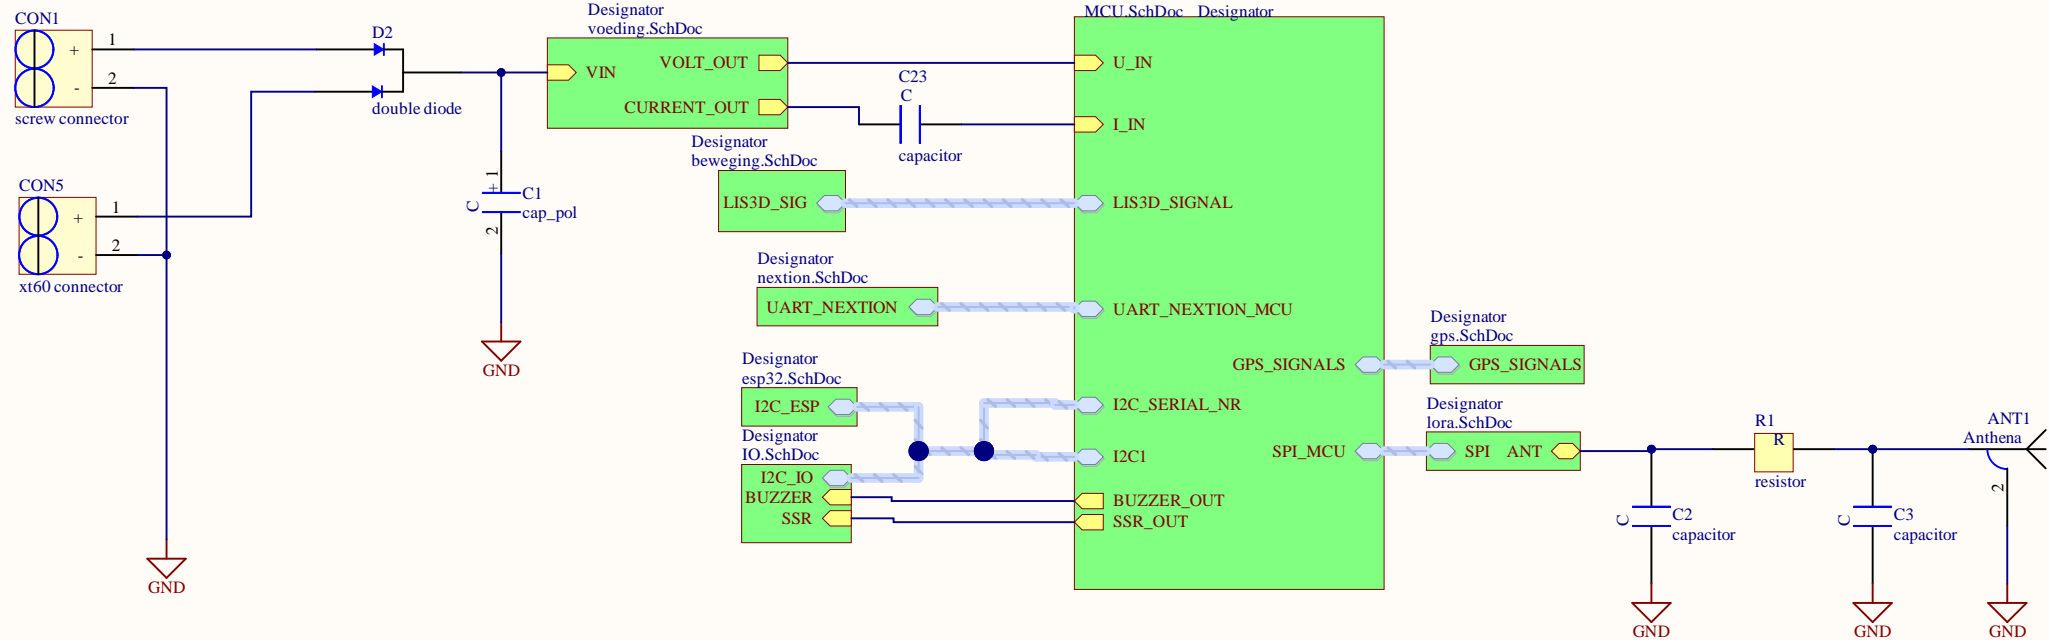 CON1
1
+
2
-
screw connector
CON5
1
+
2
-
xt60 connector
GND
D2
double diode
1
+
C
C1
cap_pol
2
GND
Designator
voeding.SchDoc
VIN
VOLT_OUT
CURRENT_OUT
C23
C
capacitor
Designator
beweging.SchDoc
LIS3D_SIG
Designator
nextion.SchDoc
UART_NEXTION
Designator
esp32.SchDoc
I2C_ESP
Designator
IO.SchDoc
I2C_IO
BUZZER
SSR
MCU.SchDoc Designator
U_IN
I_IN
LIS3D_SIGNAL
UART_NEXTION_MCU
GPS_SIGNALS
I2C_SERIAL_NR
I2C1
SPI_MCU
BUZZER_OUT
SSR_OUT
Designator
gps.SchDoc
GPS_SIGNALS
Designator
lora.SchDoc
SPI ANT
R1
R
resistor
C
C2
capacitor
GND
C
C3
capacitor
GND
ANT1
Anthena
2
GND